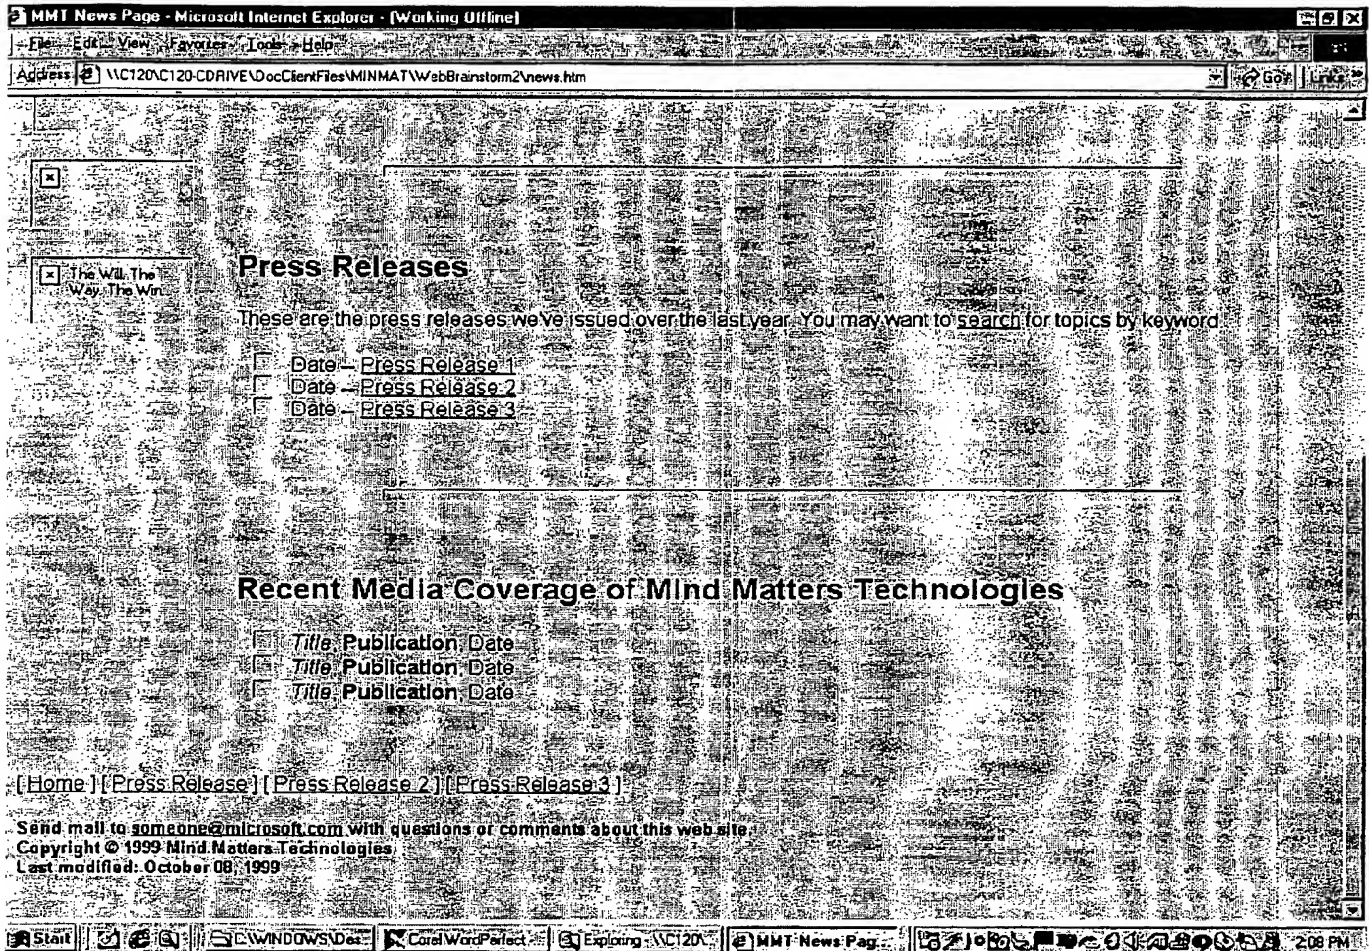 MMT News Page - Microsoft Internet Explorer - [Working Offline]
File Edit View Favorites Tools Help
Address \\C120\C120-CDRIVE\DocClientFiles\MINMAT\WebBrainstorm2\news.htm Go Links »
The Will, The
Way, The Win
Press Releases
These are the press releases we've issued over the last year. You may want to search for topics by keyword.
Date – Press Release 1
Date – Press Release 2
Date – Press Release 3
Recent Media Coverage of Mind Matters Technologies
Title, Publication, Date
Title, Publication, Date
Title, Publication, Date
[ Home ] [ Press Release ] [ Press Release 2 ] [ Press Release 3 ]
Send mail to someone@microsoft.com with questions or comments about this web site.
Copyright © 1999 Mind Matters Technologies
Last modified: October 08, 1999
Start C:\WINDOWS\Des... Corel WordPerfect - ... Exploring - \\C120\... MMT News Pag... 2:08 PM